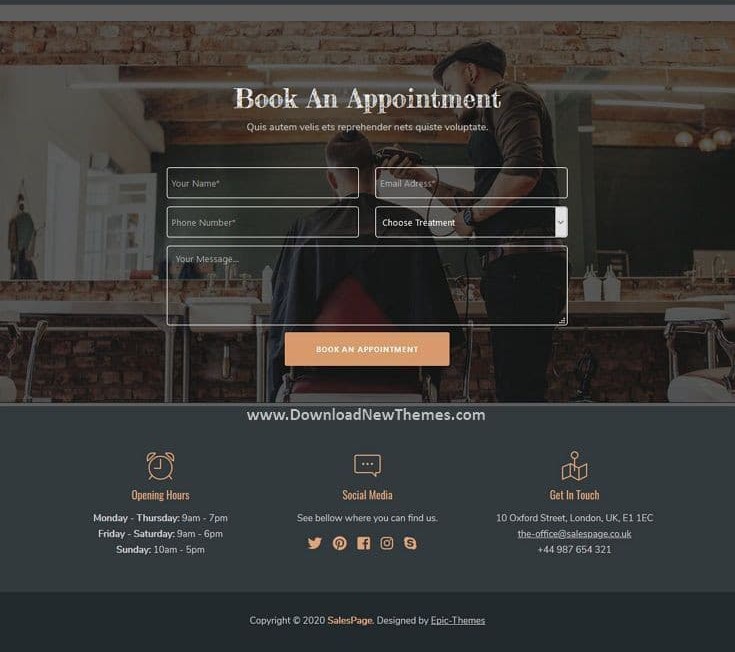 Book An Appointment
Quis autem velis ets reprehender nets quiste voluptate.
Your Name*
Email Adress*
Phone Number*
Choose Treatment
Your Message...
BOOK AN APPOINTMENT
www.DownloadNewThemes.com
Opening Hours
Monday - Thursday: 9am - 7pm
Friday - Saturday: 9am - 6pm
Sunday: 10am - 5pm
Social Media
See bellow where you can find us.
Get In Touch
10 Oxford Street, London, UK, E1 1EC
the-office@salespage.co.uk
+44 987 654 321
Copyright © 2020 SalesPage. Designed by Epic-Themes